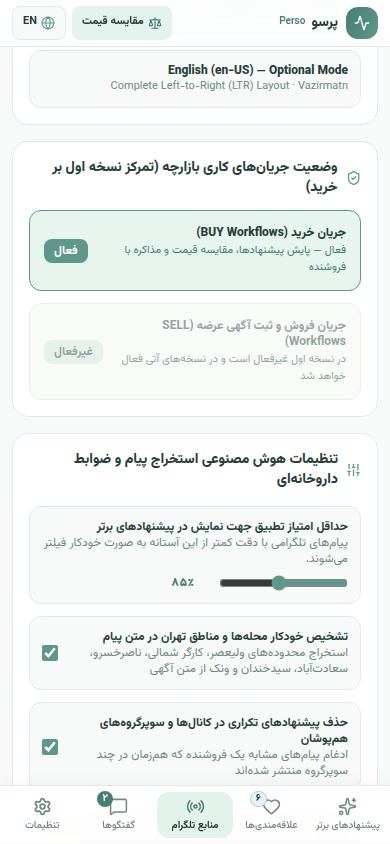 پرسو Perso
مقایسه قیمت
EN
English (en-US) — Optional Mode
Complete Left-to-Right (LTR) Layout · Vazirmatn
وضعیت جریان‌های کاری بازارچه (تمرکز نسخه اول بر
خرید)
جریان خرید (BUY Workflows)
فعال — پایش پیشنهادها، مقایسه قیمت و مذاکره با
فروشنده
فعال
جریان فروش و ثبت آگهی عرضه (SELL
Workflows)
در نسخه اول غیرفعال است و در نسخه‌های آتی فعال
خواهد شد
غیرفعال
تنظیمات هوش مصنوعی استخراج پیام و ضوابط
داروخانه‌ای
حداقل امتیاز تطبیق جهت نمایش در پیشنهادهای برتر
پیام‌های تلگرامی با دقت کمتر از این آستانه به صورت خودکار فیلتر
می‌شوند.
۸۵٪
تشخیص خودکار محله‌ها و مناطق تهران در متن پیام
استخراج محدوده‌های ولیعصر، کارگر شمالی، ناصرخسرو،
سعادت‌آباد، سیدخندان و ونک از متن آگهی
حذف پیشنهادهای تکراری در کانال‌ها و سوپرگروه‌های
هم‌پوشان
ادغام پیام‌های مشابه یک فروشنده که هم‌زمان در چند
سوپرگروه منتشر شده‌اند
پیشنهادهای برتر
۶
علاقه‌مندی‌ها
منابع تلگرام
۲
گفتگوها
تنظیمات